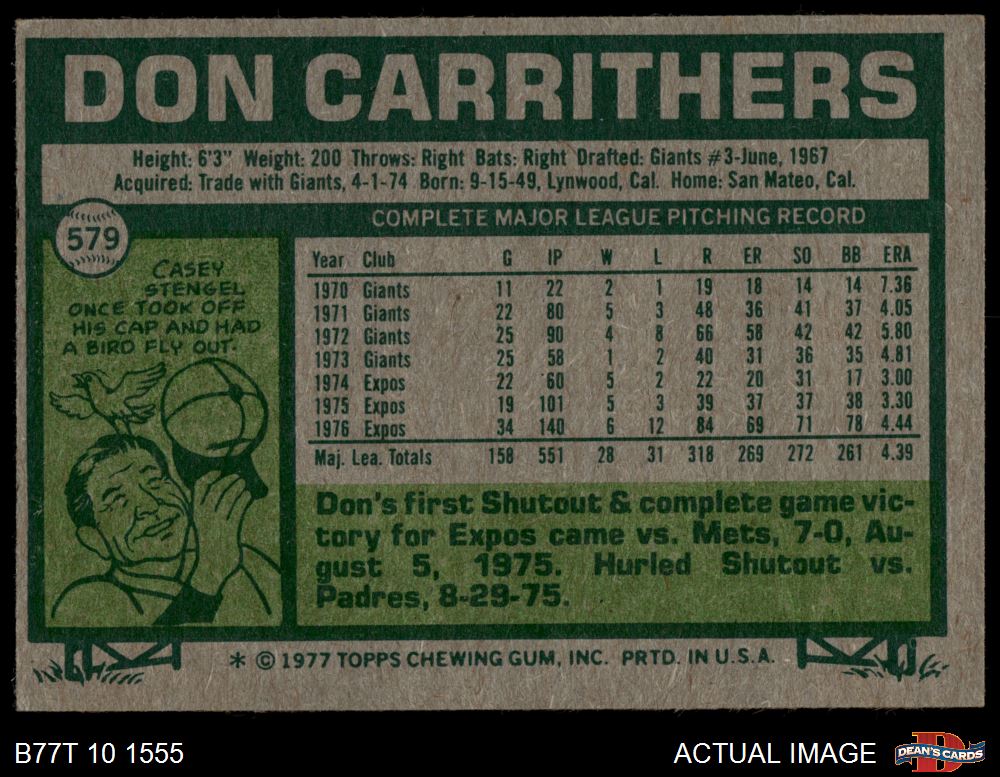 DON CARRITHERS
Height: 6'3" Weight: 200 Throws: Right Bats: Right Drafted: Giants #3-June, 1967
Acquired: Trade with Giants, 4-1-74 Born: 9-15-49, Lynwood, Cal. Home: San Mateo, Cal.
579
CASEY
STENGEL
ONCE TOOK OFF
HIS CAP AND HAD
A BIRD FLY OUT.
COMPLETE MAJOR LEAGUE PITCHING RECORD
Year Club G IP W L R ER SO BB ERA
1970 Giants 11 22 2 1 19 18 14 14 7.36
1971 Giants 22 80 5 3 48 36 41 37 4.05
1972 Giants 25 90 4 8 66 58 42 42 5.80
1973 Giants 25 58 1 2 40 31 36 35 4.81
1974 Expos 22 60 5 2 22 20 31 17 3.00
1975 Expos 19 101 5 3 39 37 37 38 3.30
1976 Expos 34 140 6 12 84 69 71 78 4.44
Maj. Lea. Totals 158 551 28 31 318 269 272 261 4.39
Don's first Shutout & complete game vic-
tory for Expos came vs. Mets, 7-0, Au-
gust 5, 1975. Hurled Shutout vs.
Padres, 8-29-75.
* © 1977 TOPPS CHEWING GUM, INC. PRTD. IN U.S.A.
B77T 10 1555
ACTUAL IMAGE
D
DEAN'S CARDS